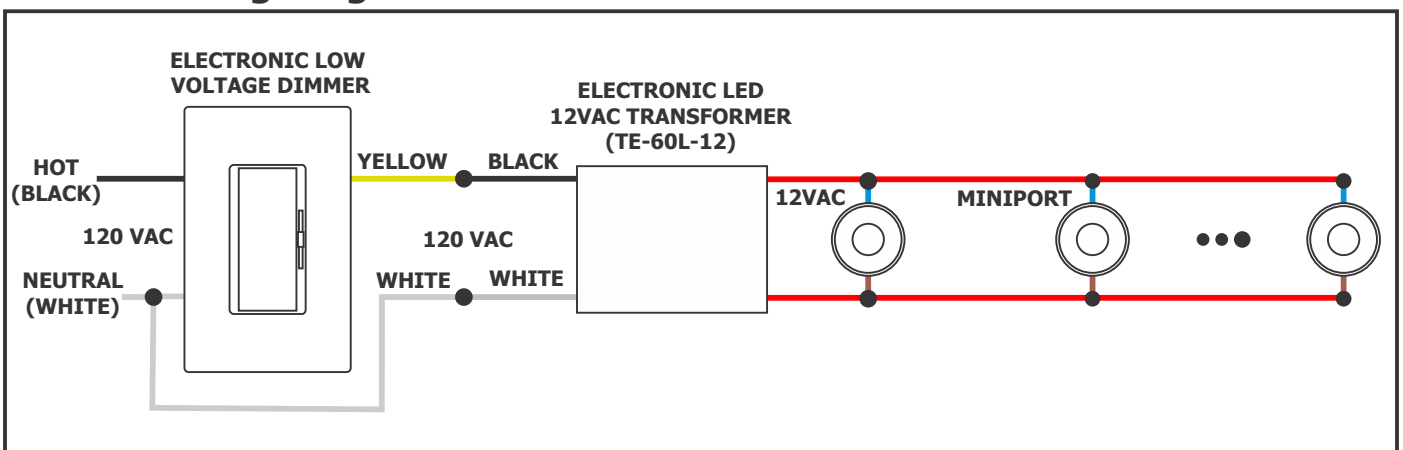 ELECTRONIC LOW
VOLTAGE DIMMER
ELECTRONIC LED
12VAC TRANSFORMER
(TE-60L-12)
HOT
(BLACK)
YELLOW
BLACK
12VAC
MINIPORT
120 VAC
120 VAC
NEUTRAL
(WHITE)
WHITE
WHITE